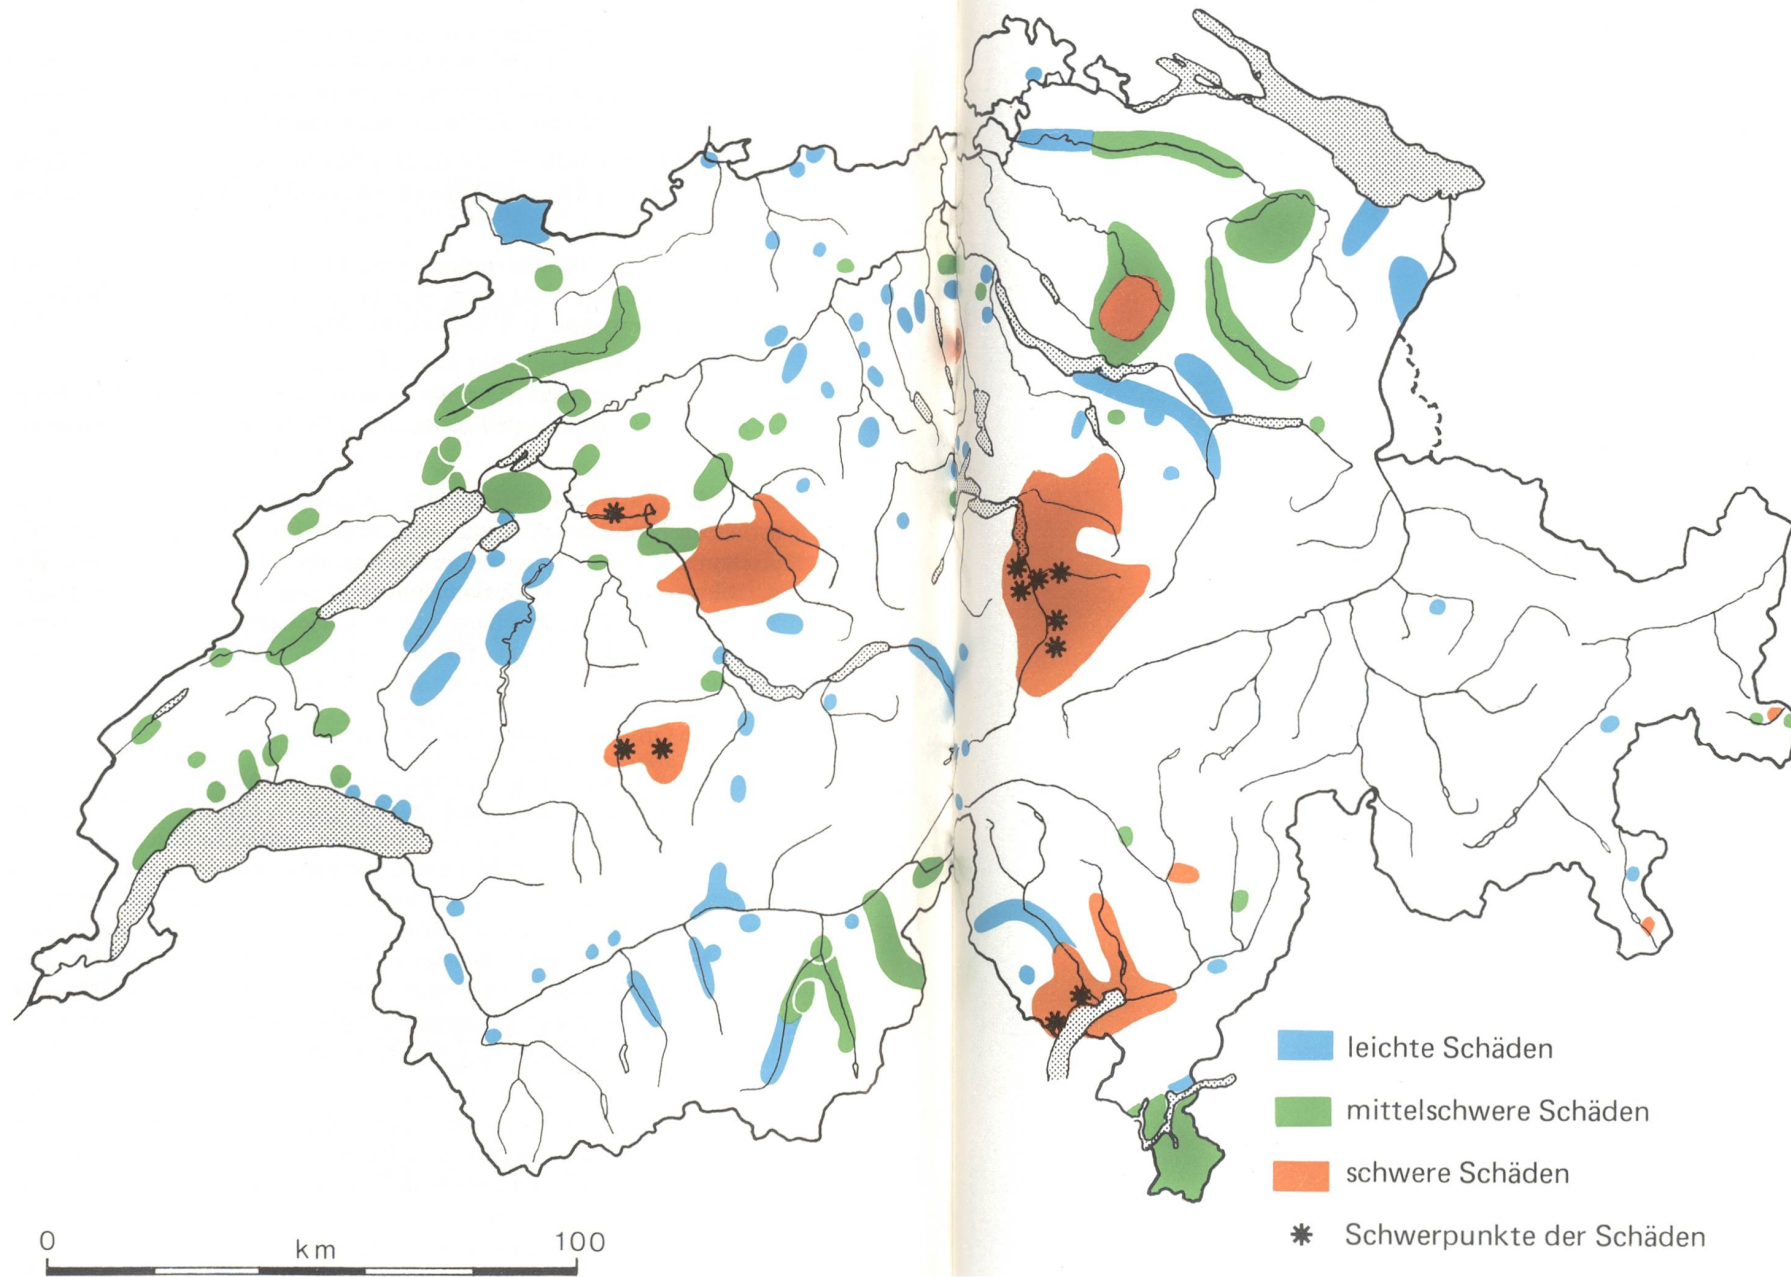 leichte Schäden
mittelschwere Schäden
schwere Schäden
Schwerpunkte der Schäden
0 100
km